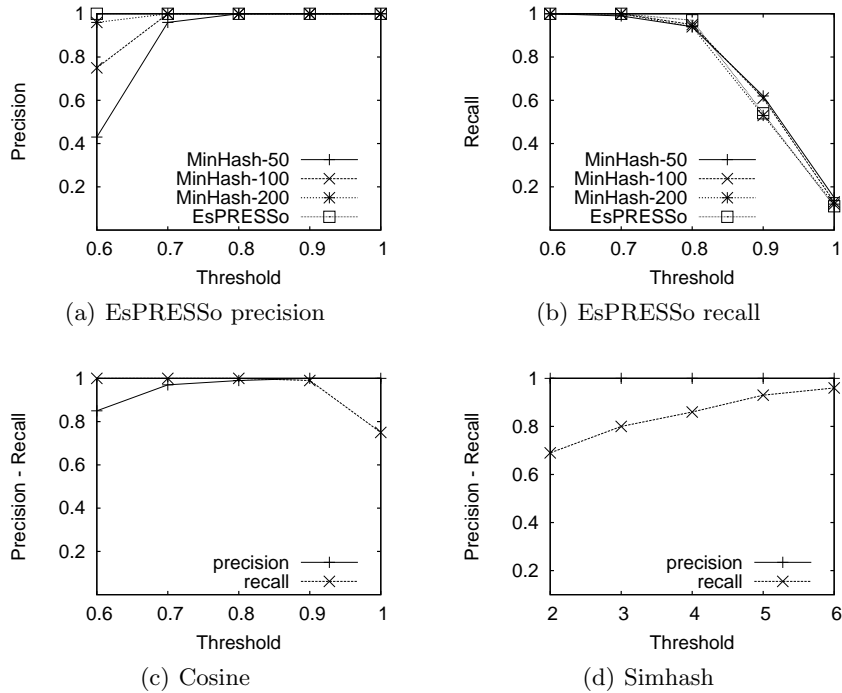 Precision
1
0.8
0.6
0.4
0.2
0.6 0.7 0.8 0.9 1
Threshold
MinHash-50
MinHash-100
MinHash-200
EsPRESSo
(a) EsPRESSo precision
Recall
1
0.8
0.6
0.4
0.2
0.6 0.7 0.8 0.9 1
Threshold
MinHash-50
MinHash-100
MinHash-200
EsPRESSo
(b) EsPRESSo recall
Precision - Recall
1
0.8
0.6
0.4
0.2
0.6 0.7 0.8 0.9 1
Threshold
precision
recall
(c) Cosine
Precision - Recall
1
0.8
0.6
0.4
0.2
2 3 4 5 6
Threshold
precision
recall
(d) Simhash